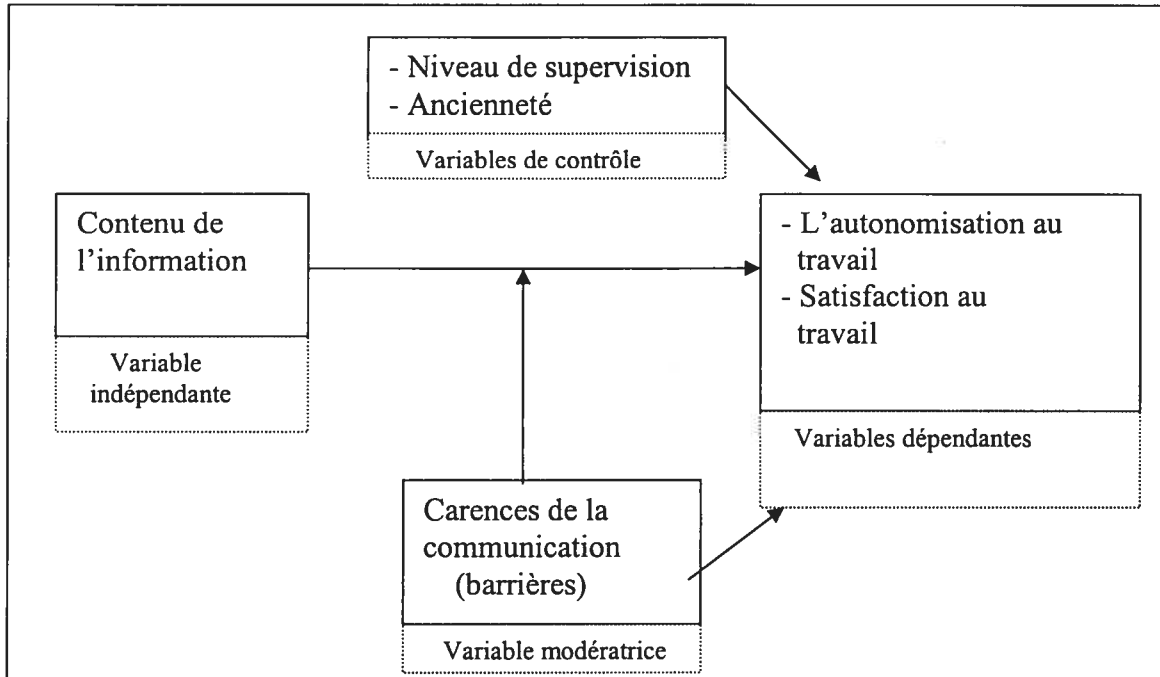 - Niveau de supervision
- Ancienneté
Variables de contrôle
Contenu de
l'information
Variable
indépendante
- L'autonomisation au
travail
- Satisfaction au
travail
Variables dépendantes
Carences de la
communication
(barrières)
Variable modératrice